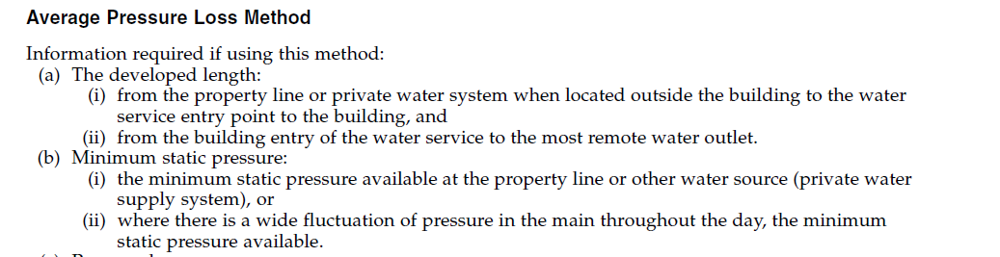 Average Pressure Loss Method
Information required if using this method:
(a) The developed length:
(i) from the property line or private water system when located outside the building to the water
service entry point to the building, and
(ii) from the building entry of the water service to the most remote water outlet.
(b) Minimum static pressure:
(i) the minimum static pressure available at the property line or other water source (private water
supply system), or
(ii) where there is a wide fluctuation of pressure in the main throughout the day, the minimum
static pressure available.